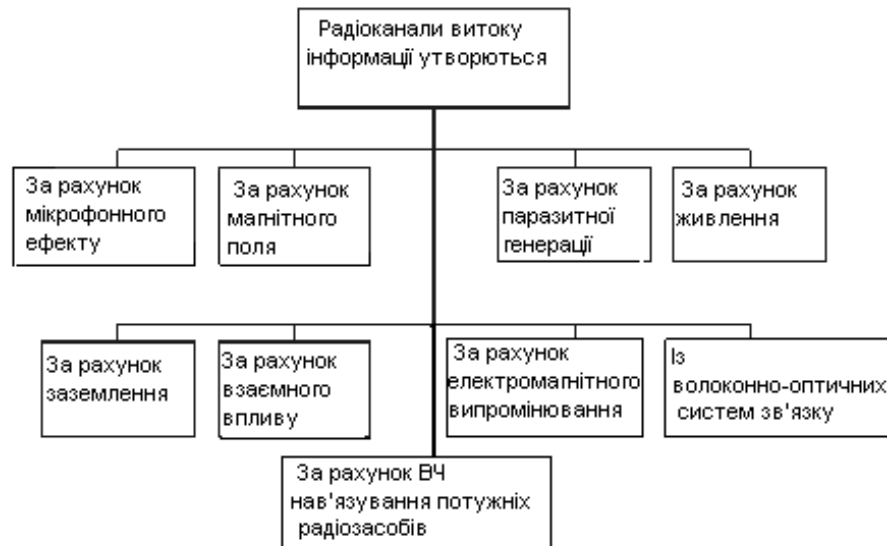 Радіоканали витоку
інформації утворються
За рахунок
мікрофонного
ефекту
За рахунок
магнітного
поля
За рахунок
паразитної
генерації
За рахунок
живлення
За рахунок
заземлення
За рахунок
взаємного
впливу
За рахунок
електромагнітного
випромінювання
Із
волоконно-оптичних
систем зв'язку
За рахунок ВЧ
нав'язування потужніх
радіозасобів